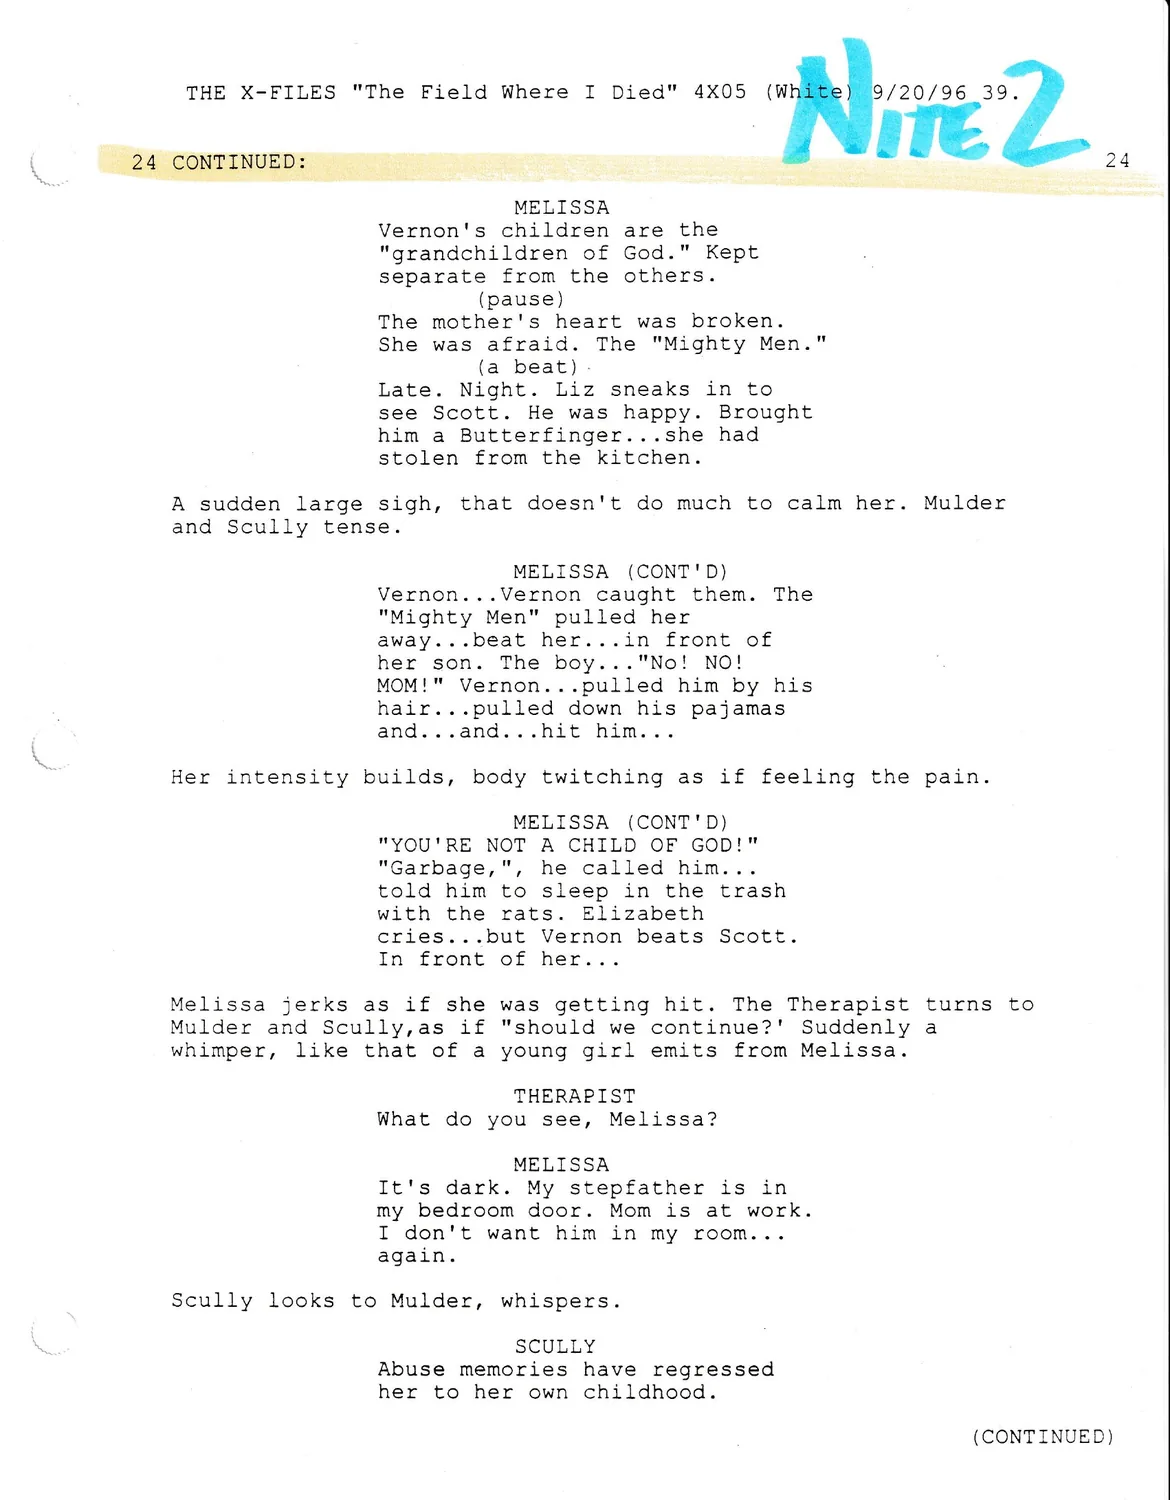 THE X-FILES "The Field Where I Died" 4X05 (White) 9/20/96 39.
NITE 2
24 CONTINUED: 24
MELISSA
Vernon's children are the
"grandchildren of God." Kept
separate from the others.
(pause)
The mother's heart was broken.
She was afraid. The "Mighty Men."
(a beat)
Late. Night. Liz sneaks in to
see Scott. He was happy. Brought
him a Butterfinger...she had
stolen from the kitchen.
A sudden large sigh, that doesn't do much to calm her. Mulder
and Scully tense.
MELISSA (CONT'D)
Vernon...Vernon caught them. The
"Mighty Men" pulled her
away...beat her...in front of
her son. The boy..."No! NO!
MOM!" Vernon...pulled him by his
hair...pulled down his pajamas
and...and...hit him...
Her intensity builds, body twitching as if feeling the pain.
MELISSA (CONT'D)
"YOU'RE NOT A CHILD OF GOD!"
"Garbage,", he called him...
told him to sleep in the trash
with the rats. Elizabeth
cries...but Vernon beats Scott.
In front of her...
Melissa jerks as if she was getting hit. The Therapist turns to
Mulder and Scully,as if "should we continue?' Suddenly a
whimper, like that of a young girl emits from Melissa.
THERAPIST
What do you see, Melissa?
MELISSA
It's dark. My stepfather is in
my bedroom door. Mom is at work.
I don't want him in my room...
again.
Scully looks to Mulder, whispers.
SCULLY
Abuse memories have regressed
her to her own childhood.
(CONTINUED)